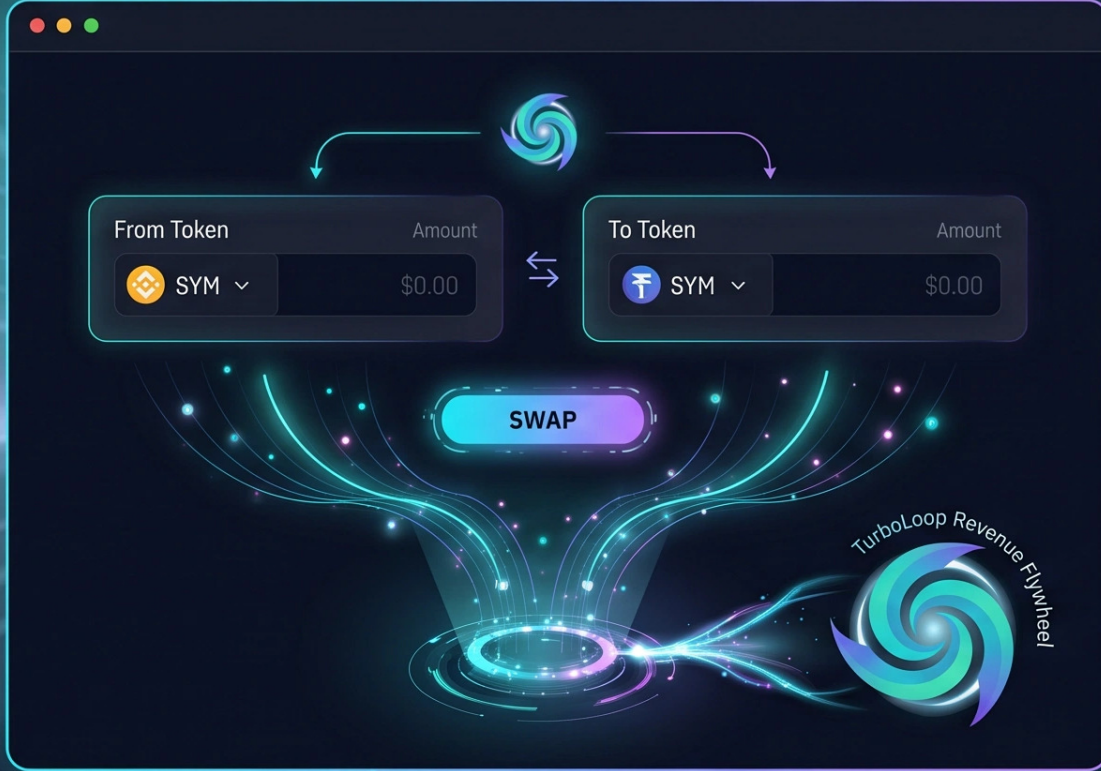 From Token
Amount
SYM
$0.00
To Token
Amount
SYM
$0.00
SWAP
TurboLoop Revenue Flywheel